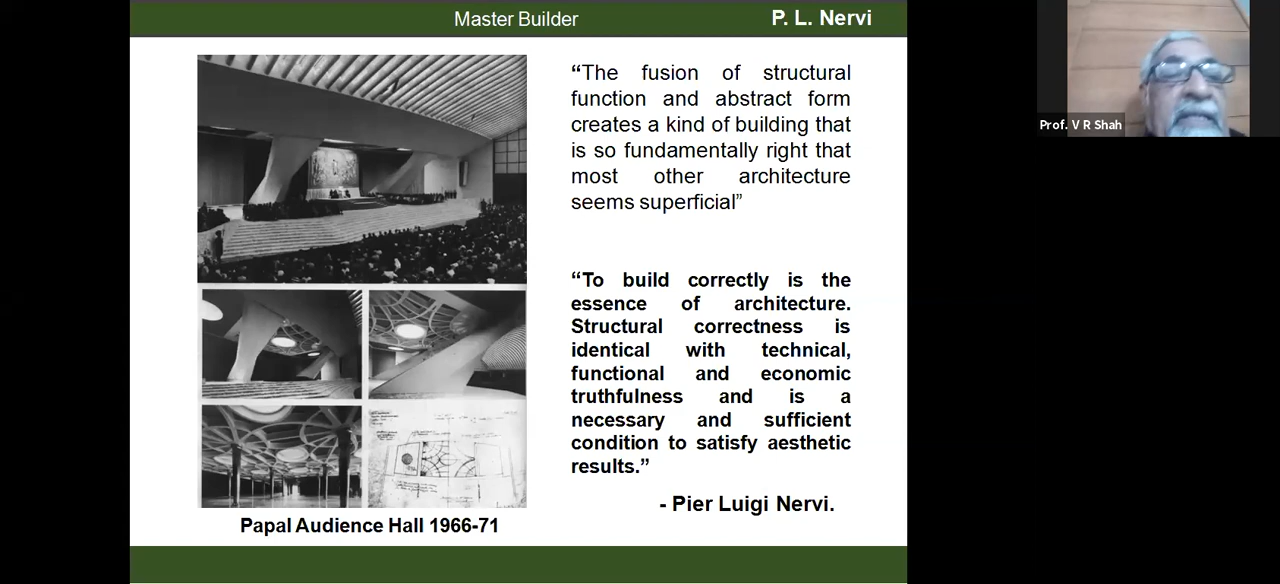 Master Builder
P. L. Nervi
Prof. V R Shah
“The fusion of structural
function and abstract form
creates a kind of building that
is so fundamentally right that
most other architecture
seems superficial”
“To build correctly is the
essence of architecture.
Structural correctness is
identical with technical,
functional and economic
truthfulness and is a
necessary and sufficient
condition to satisfy aesthetic
results.”
- Pier Luigi Nervi.
Papal Audience Hall 1966-71